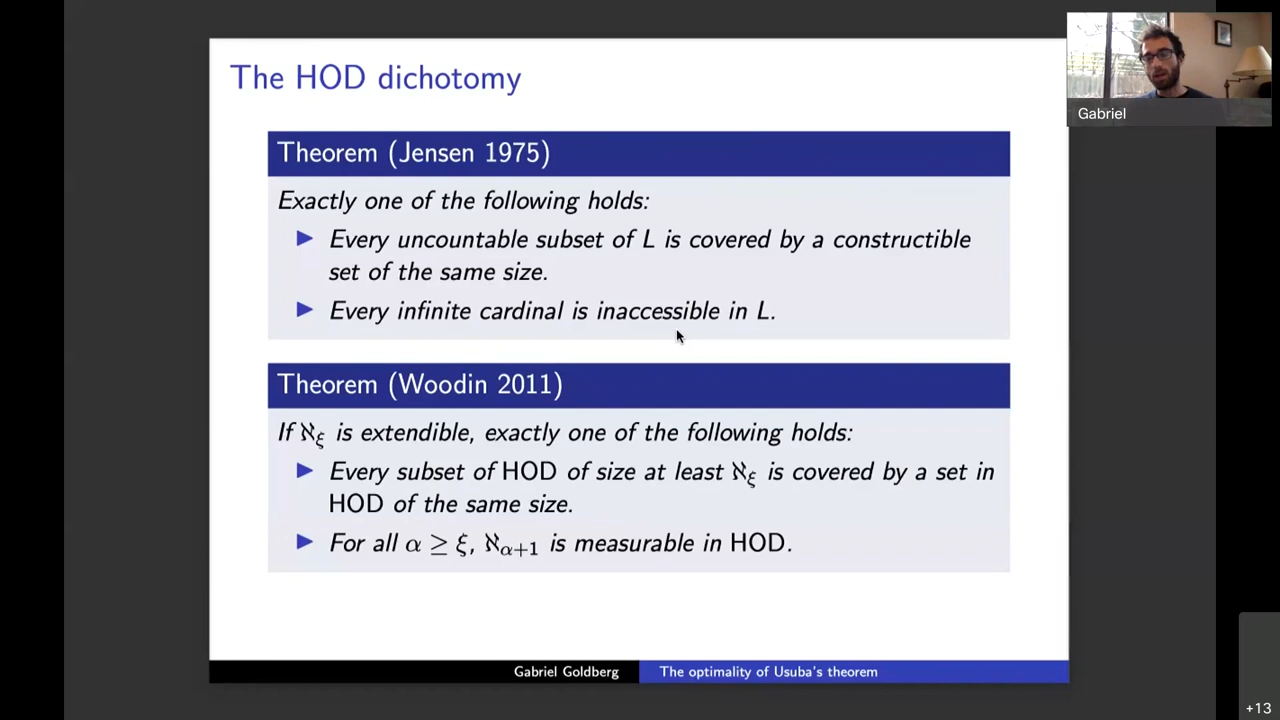 The HOD dichotomy
Gabriel
Theorem (Jensen 1975)
Exactly one of the following holds:
▶ Every uncountable subset of L is covered by a constructible
set of the same size.
▶ Every infinite cardinal is inaccessible in L.
Theorem (Woodin 2011)
If ℵ_ξ is extendible, exactly one of the following holds:
▶ Every subset of HOD of size at least ℵ_ξ is covered by a set in
HOD of the same size.
▶ For all α ≥ ξ, ℵ_{α+1} is measurable in HOD.
Gabriel Goldberg
The optimality of Usuba's theorem
+13